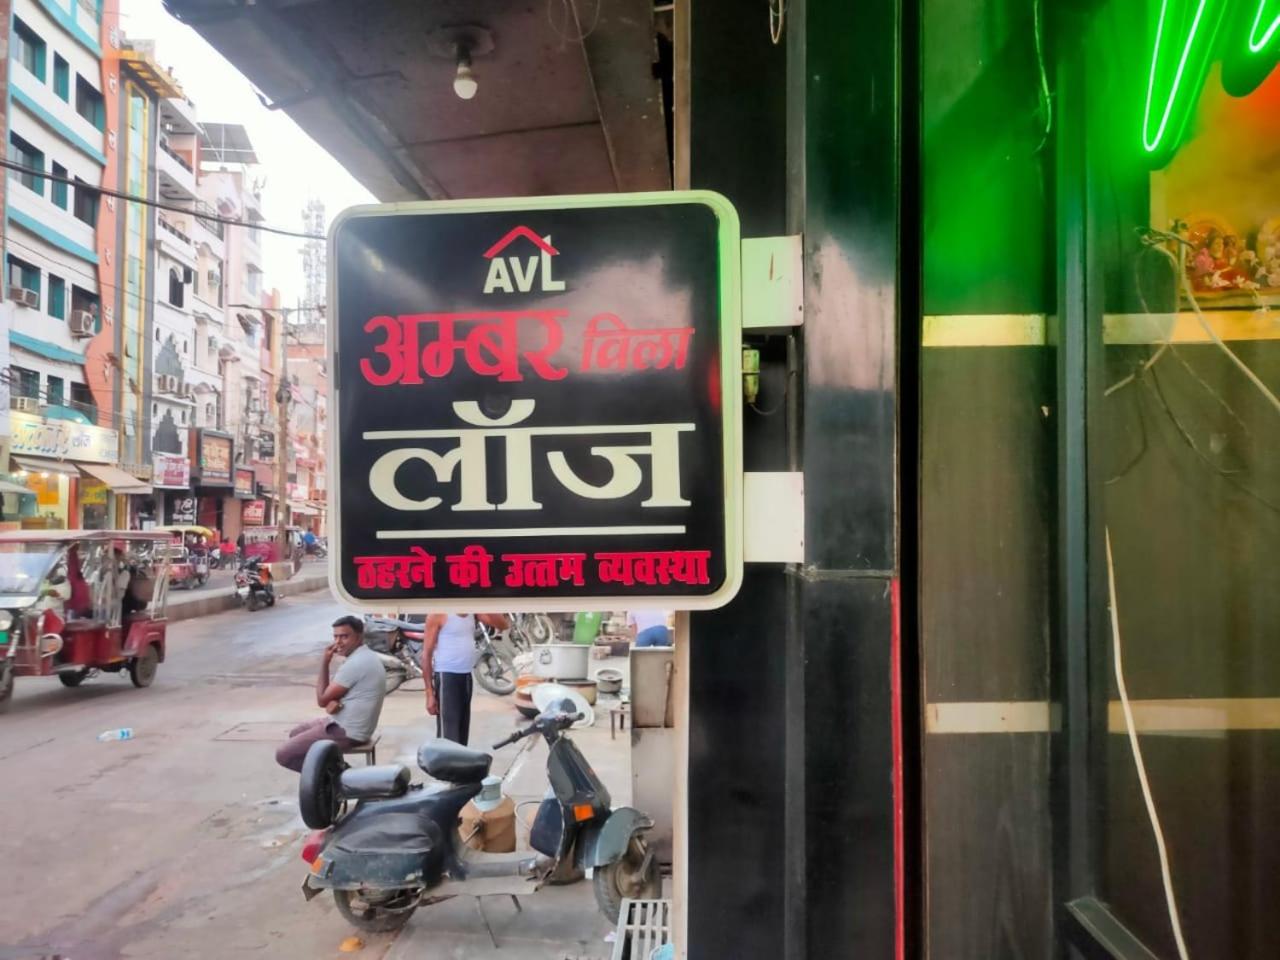 AVL
अम्बर विला
लॉज
ठहरने की उत्तम व्यवस्था